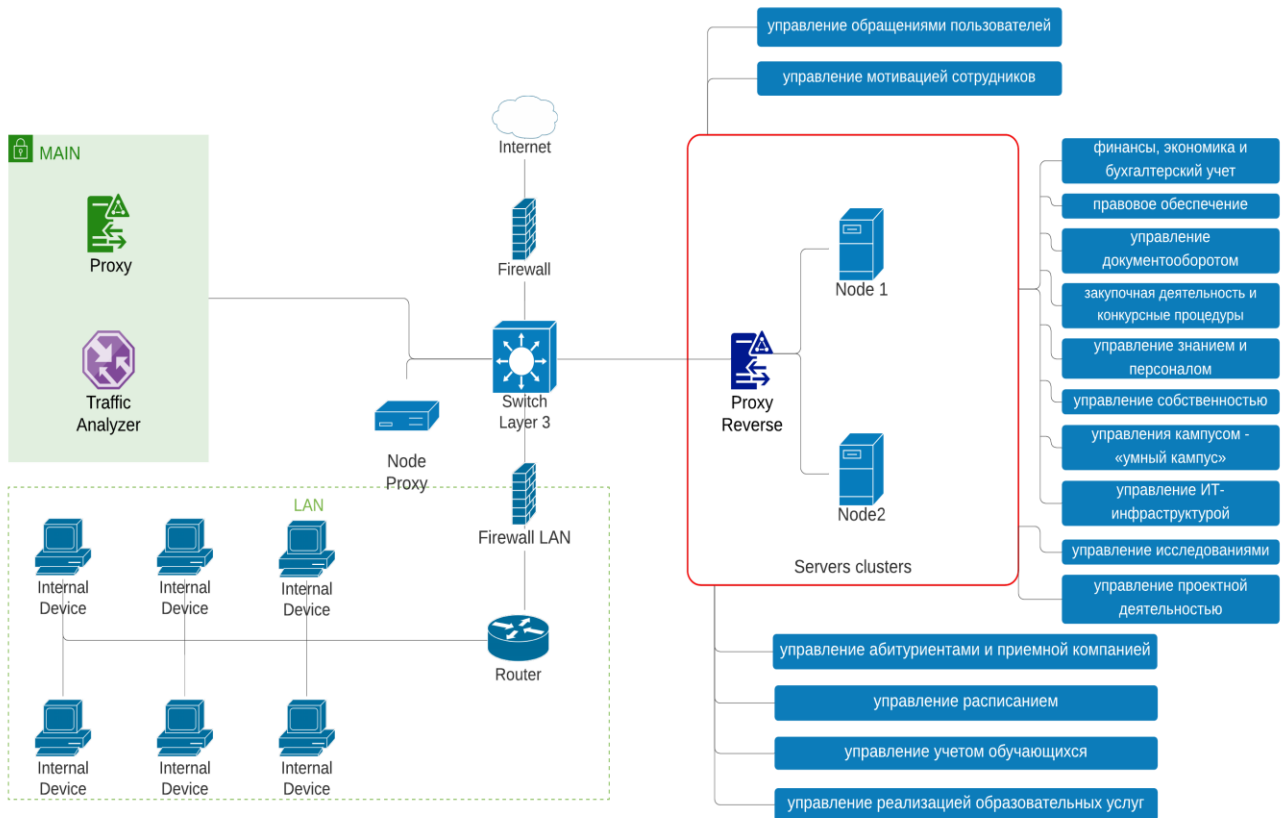 управление обращениями пользователей
управление мотивацией сотрудников
Internet
MAIN
Proxy
Traffic
Analyzer
Firewall
Switch
Layer 3
Node
Proxy
LAN
Firewall LAN
Internal
Device
Internal
Device
Internal
Device
Router
Internal
Device
Internal
Device
Internal
Device
Node 1
Proxy
Reverse
Node2
Servers clusters
финансы, экономика и
бухгалтерский учет
правовое обеспечение
управление
документооборотом
закупочная деятельность и
конкурсные процедуры
управление знанием и
персоналом
управление собственностью
управления кампусом -
«умный кампус»
управление ИТ-
инфраструктурой
управление исследованиями
управление проектной
деятельностью
управление абитуриентами и приемной компанией
управление расписанием
управление учетом обучающихся
управление реализацией образовательных услуг